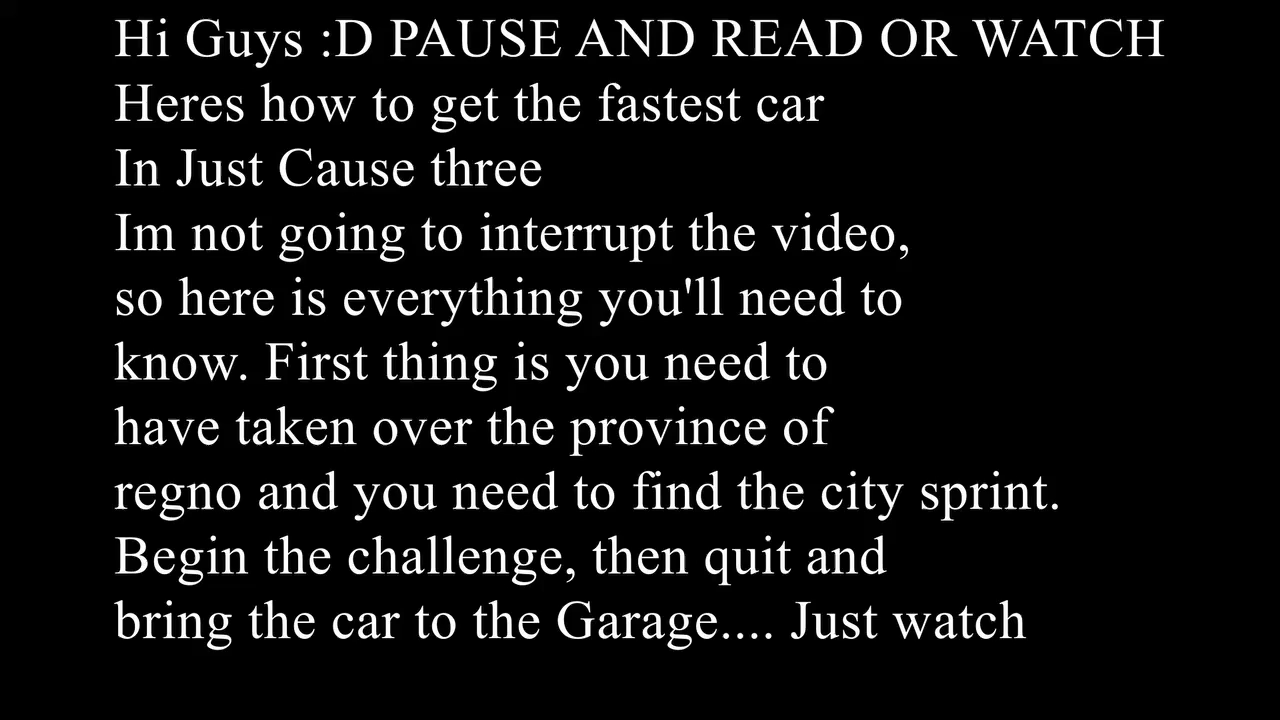 Hi Guys :D PAUSE AND READ OR WATCH
Heres how to get the fastest car
In Just Cause three
Im not going to interrupt the video,
so here is everything you'll need to
know. First thing is you need to
have taken over the province of
regno and you need to find the city sprint.
Begin the challenge, then quit and
bring the car to the Garage.... Just watch